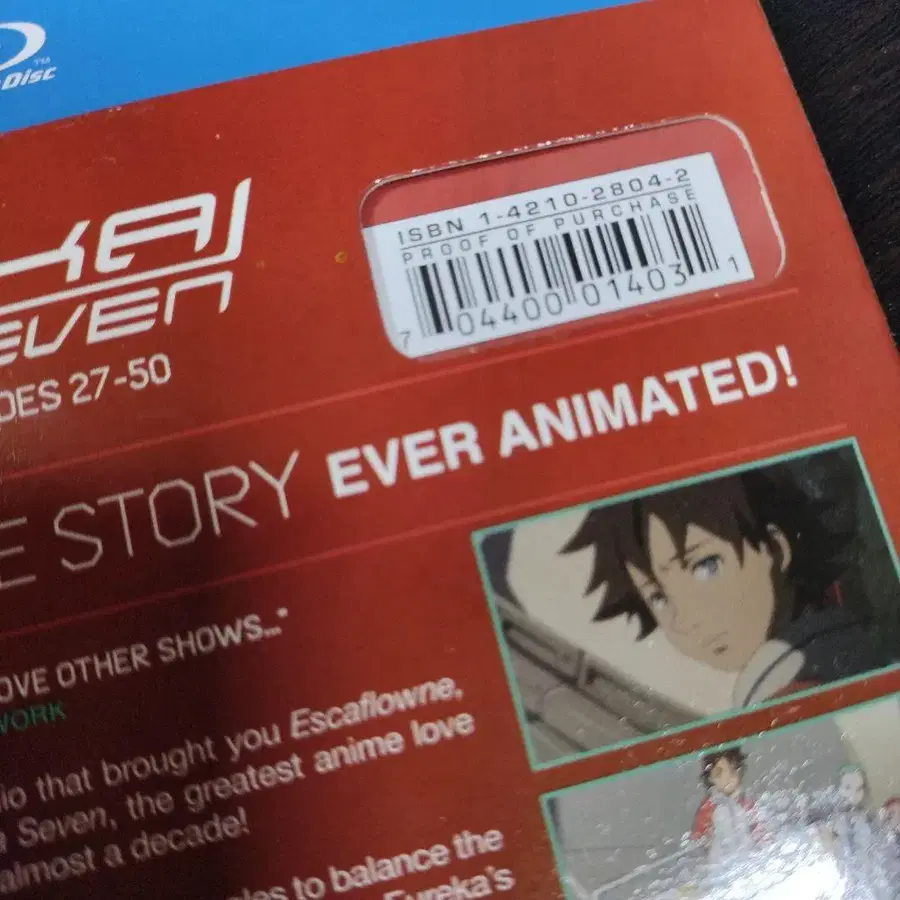 Disc™
KAI
EVEN
DES 27-50
ISBN 1-4210-2804-2
PROOF OF PURCHASE
7 04400 01403 1
E STORY EVER ANIMATED!
OVE OTHER SHOWS..."
WORK
io that brought you Escaflowne,
a Seven, the greatest anime love
almost a decade!
les to balance the
Eureka's